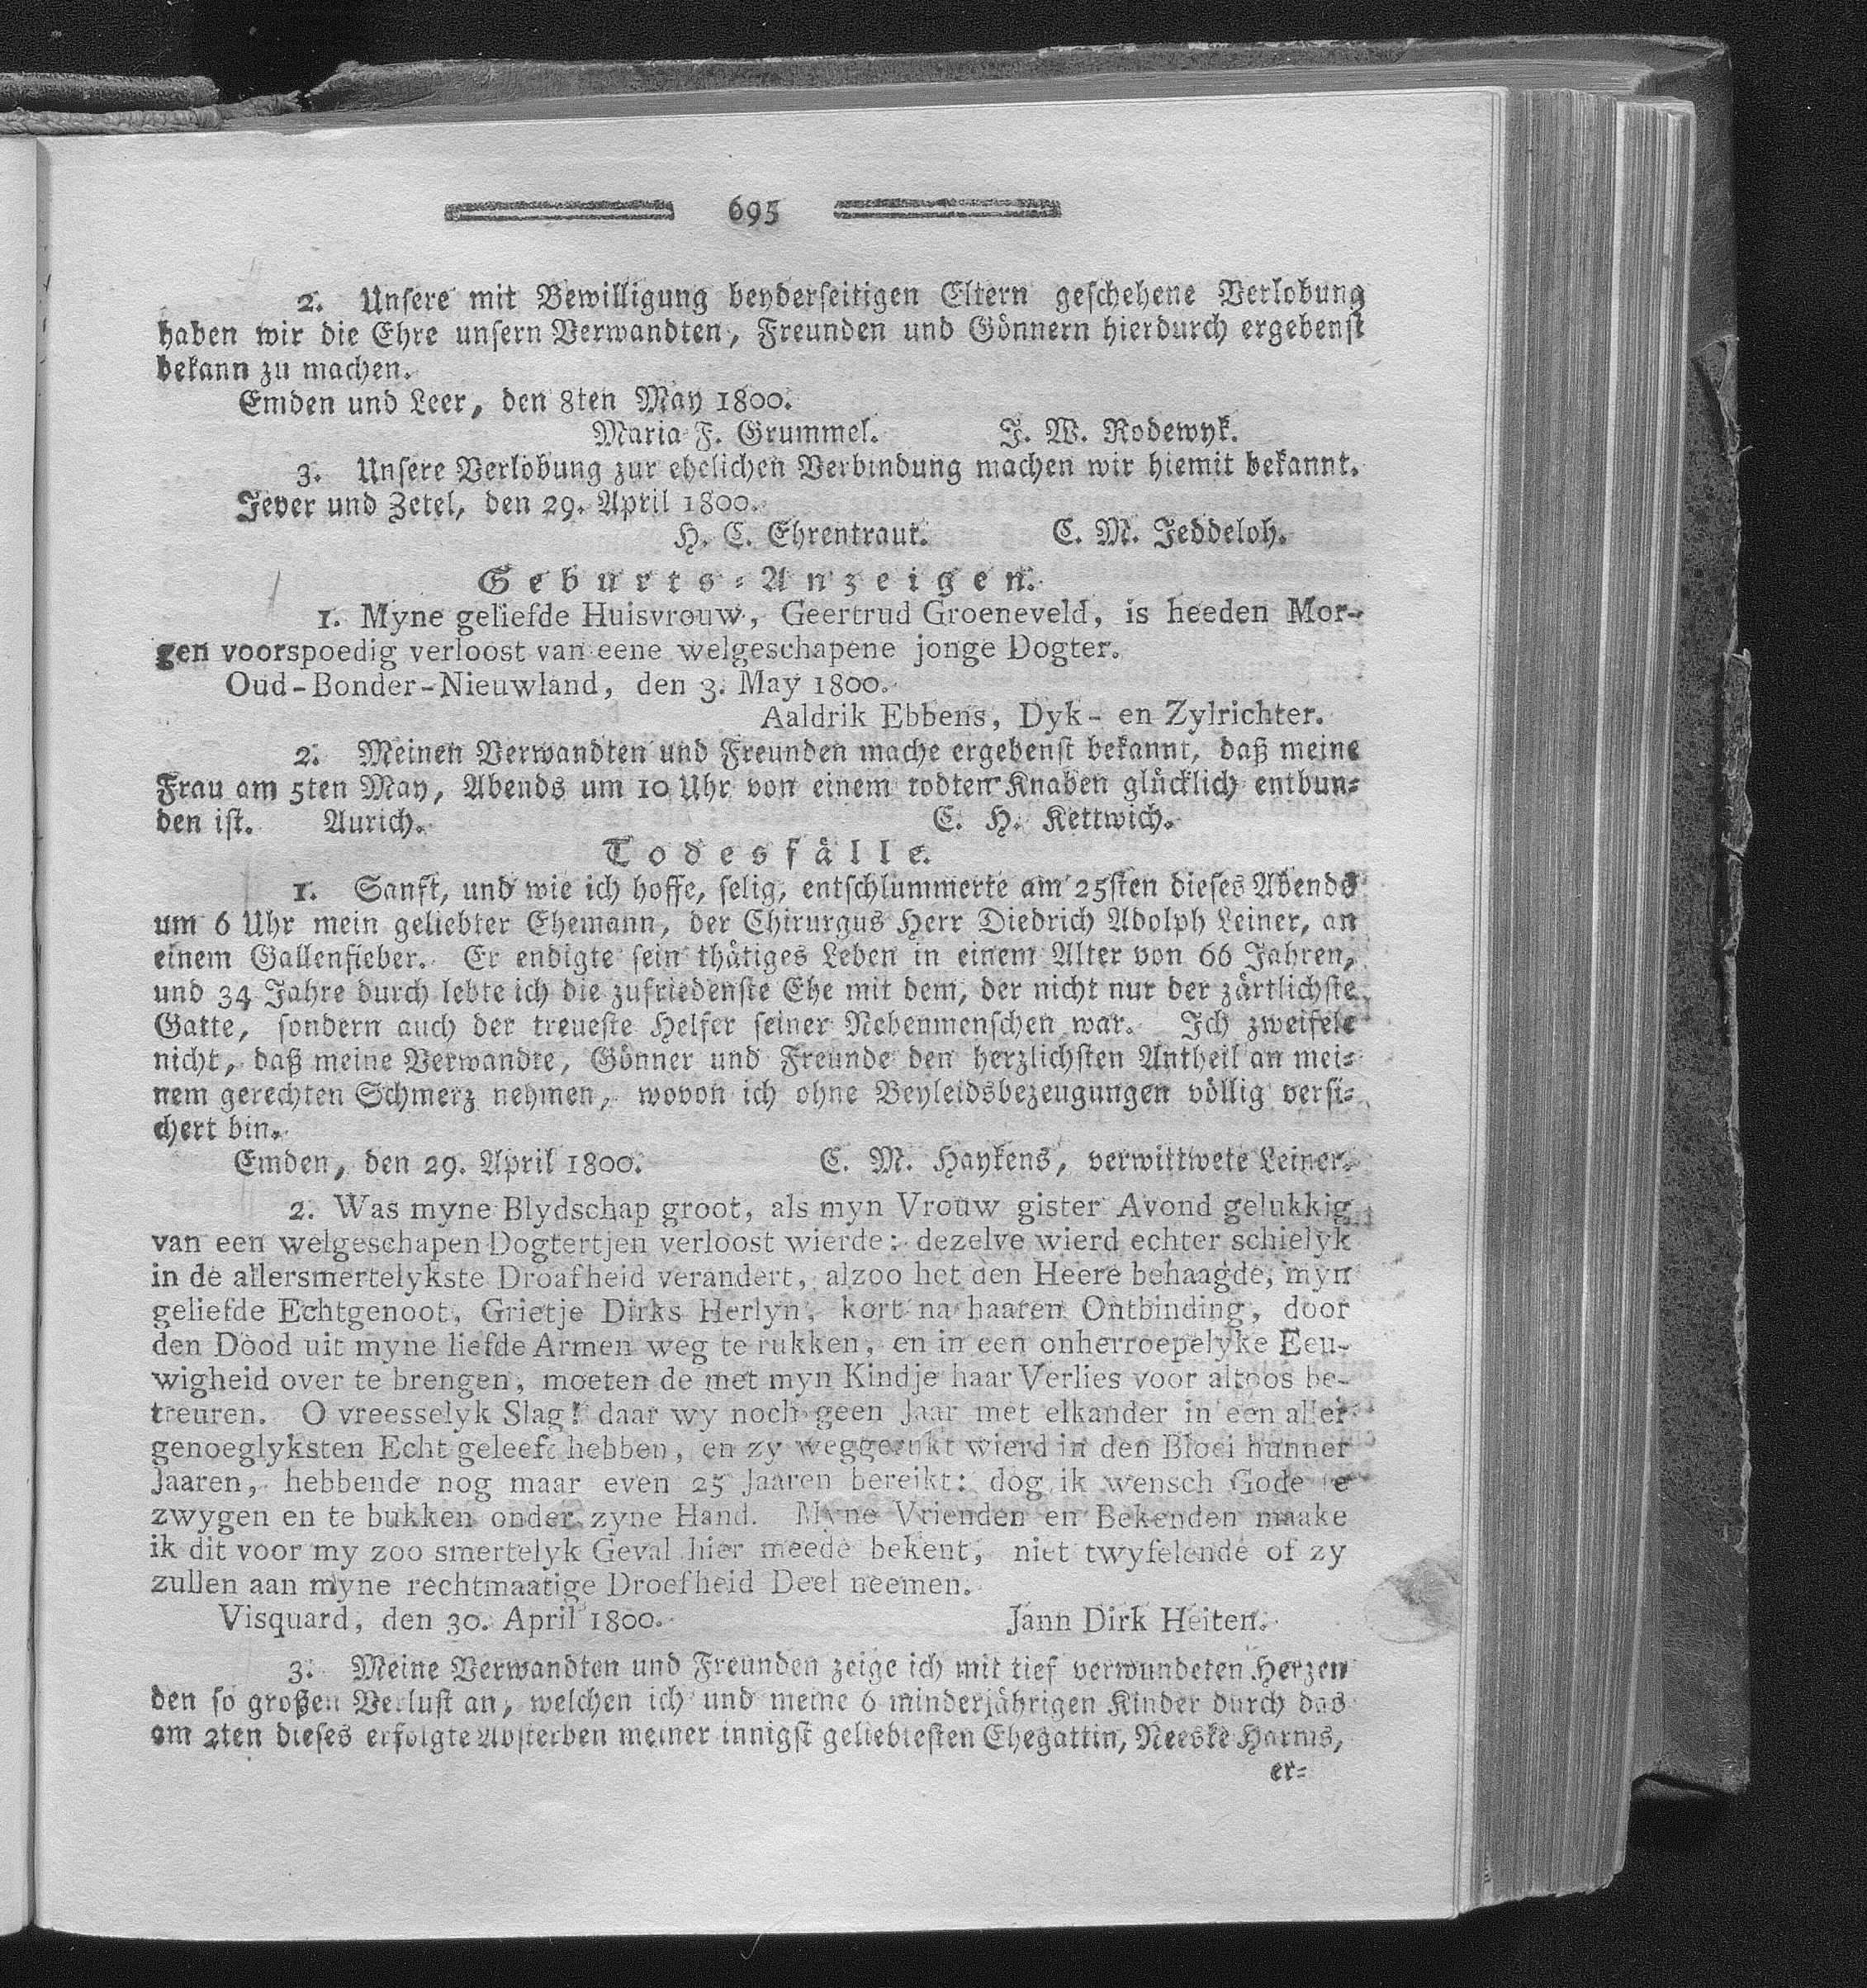 695
2. Unsere mit Bewilligung beyderseitigen Eltern geschehene Verlobung
haben wir die Ehre unsern Verwandten, Freunden und Gönnern hierdurch ergebenst
bekann zu machen.
Emden und Leer, den 8ten May 1800.
Maria F. Grummel. J. W. Rodewyk.
3. Unsere Verlobung zur ehelichen Verbindung machen wir hiemit bekannt.
Jever und Zetel, den 29. April 1800.
H. C. Ehrentraut. C. M. Jeddeloh.
Geburts-Anzeigen.
1. Myne geliefde Huisvrouw, Geertrud Groeneveld, is heeden Mor-
gen voorspoedig verloost van eene welgeschapene jonge Dogter.
Oud-Bonder-Nieuwland, den 3. May 1800.
Aaldrik Ebbens, Dyk- en Zylrichter.
2. Meinen Verwandten und Freunden mache ergebenst bekannt, daß meine
Frau am 5ten May, Abends um 10 Uhr von einem todten Knaben glücklich entbun-
den ist. Aurich. C. H. Kettwich.
Todesfälle.
1. Sanft, und wie ich hoffe, selig, entschlummerte am 25sten dieses Abends
um 6 Uhr mein geliebter Ehemann, der Chirurgus Herr Diedrich Adolph Leiner, an
einem Gallenfieber. Er endigte sein thätiges Leben in einem Alter von 66 Jahren,
und 34 Jahre durch lebte ich die zufriedenste Ehe mit dem, der nicht nur der zärtlichste
Gatte, sondern auch der treueste Helfer seiner Nebenmenschen war. Ich zweifele
nicht, daß meine Verwandte, Gönner und Freunde den herzlichsten Antheil an mei-
nem gerechten Schmerz nehmen, wovon ich ohne Beyleidsbezeugungen völlig versi-
chert bin.
Emden, den 29. April 1800. C. M. Haykens, verwittwete Leiner.
2. Was myne Blydschap groot, als myn Vrouw gister Avond gelukkig
van een welgeschapen Dogtertjen verloost wierde: dezelve wierd echter schielyk
in de allersmertelykste Droafheid verandert, alzoo het den Heere behaagde, myn
geliefde Echtgenoot, Grietje Dirks Herlyn, kort na haaren Ontbinding, door
den Dood uit myne liefde Armen weg te rukken, en in een onherroepelyke Eeu-
wigheid over te brengen, moeten de met myn Kindje haar Verlies voor altoos be-
treuren. O vreesselyk Slag! daar wy noch geen Jaar met elkander in een aller
genoeglyksten Echt geleeft hebben, en zy weggerukt wierd in den Bloei hunner
Jaaren, hebbende nog maar even 25 Jaaren bereikt: dog ik wensch Gode te
zwygen en te bukken onder zyne Hand. Myne Vrienden en Bekenden maake
ik dit voor my zoo smertelyk Geval hier meede bekent, niet twyfelende of zy
zullen aan myne rechtmaatige Droefheid Deel neemen.
Visquard, den 30. April 1800. Jann Dirk Heiten.
3. Meine Verwandten und Freunden zeige ich mit tief verwundeten Herzen
den so großen Verlust an, welchen ich und meine 6 minderjährigen Kinder durch das
am 2ten dieses erfolgte Absterben meiner innigst geliebtesten Ehegattin, Neeske Harms,
er-